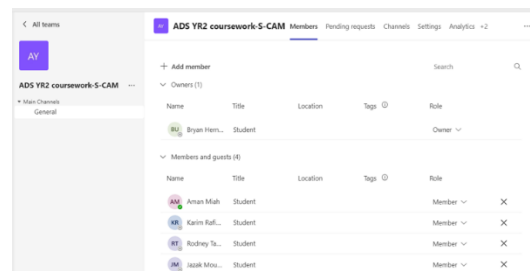 All teams
AY
ADS YR2 coursework-S-CAM ...
Main Channels
General
AY ADS YR2 coursework-S-CAM Members Pending requests Channels Settings Analytics +2 ...
+ Add member Search
Owners (1)
Name Title Location Tags Role
BU Bryan Hern... Student Owner
Members and guests (4)
Name Title Location Tags Role
AM Aman Miah Student Member
KR Karim Rafi... Student Member
RT Rodney Ta... Student Member
JM Jazak Mou... Student Member